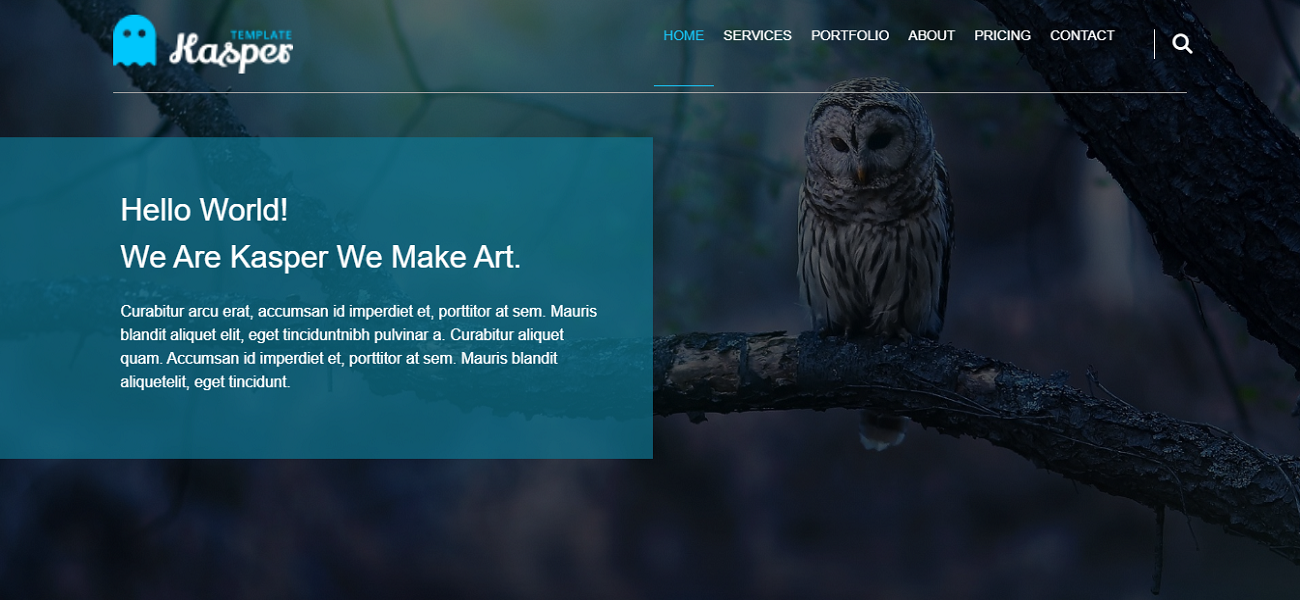 TEMPLATE
Kasper
HOME SERVICES PORTFOLIO ABOUT PRICING CONTACT
Hello World!
We Are Kasper We Make Art.
Curabitur arcu erat, accumsan id imperdiet et, porttitor at sem. Mauris
blandit aliquet elit, eget tinciduntnibh pulvinar a. Curabitur aliquet
quam. Accumsan id imperdiet et, porttitor at sem. Mauris blandit
aliquetelit, eget tincidunt.